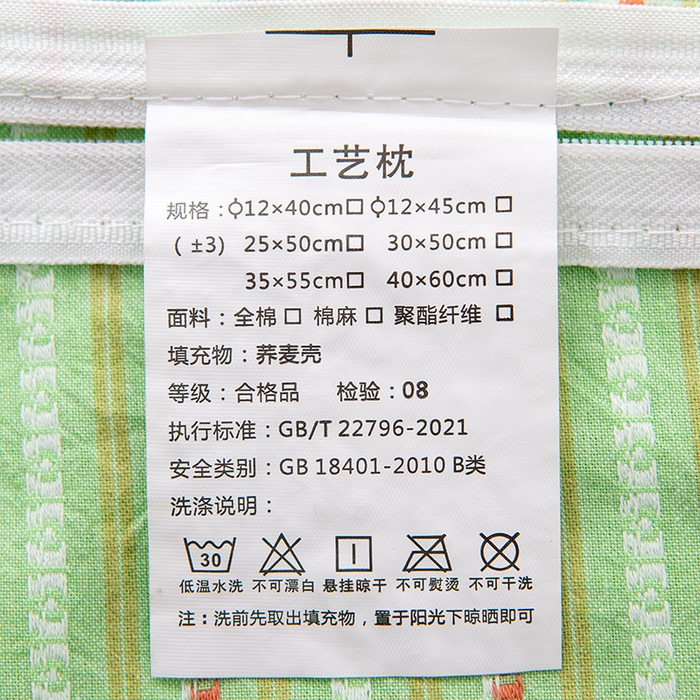 工艺枕
规格：ϕ12×40cm□ ϕ12×45cm □
( ±3) 25×50cm□ 30×50cm □
35×55cm□ 40×60cm □
面料：全棉 □ 棉麻 □ 聚酯纤维 □
填充物：荞麦壳
等级：合格品 检验：08
执行标准：GB/T 22796-2021
安全类别：GB 18401-2010 B类
洗涤说明：
30
低温水洗 不可漂白 悬挂晾干 不可熨烫 不可干洗
注：洗前先取出填充物，置于阳光下晾晒即可